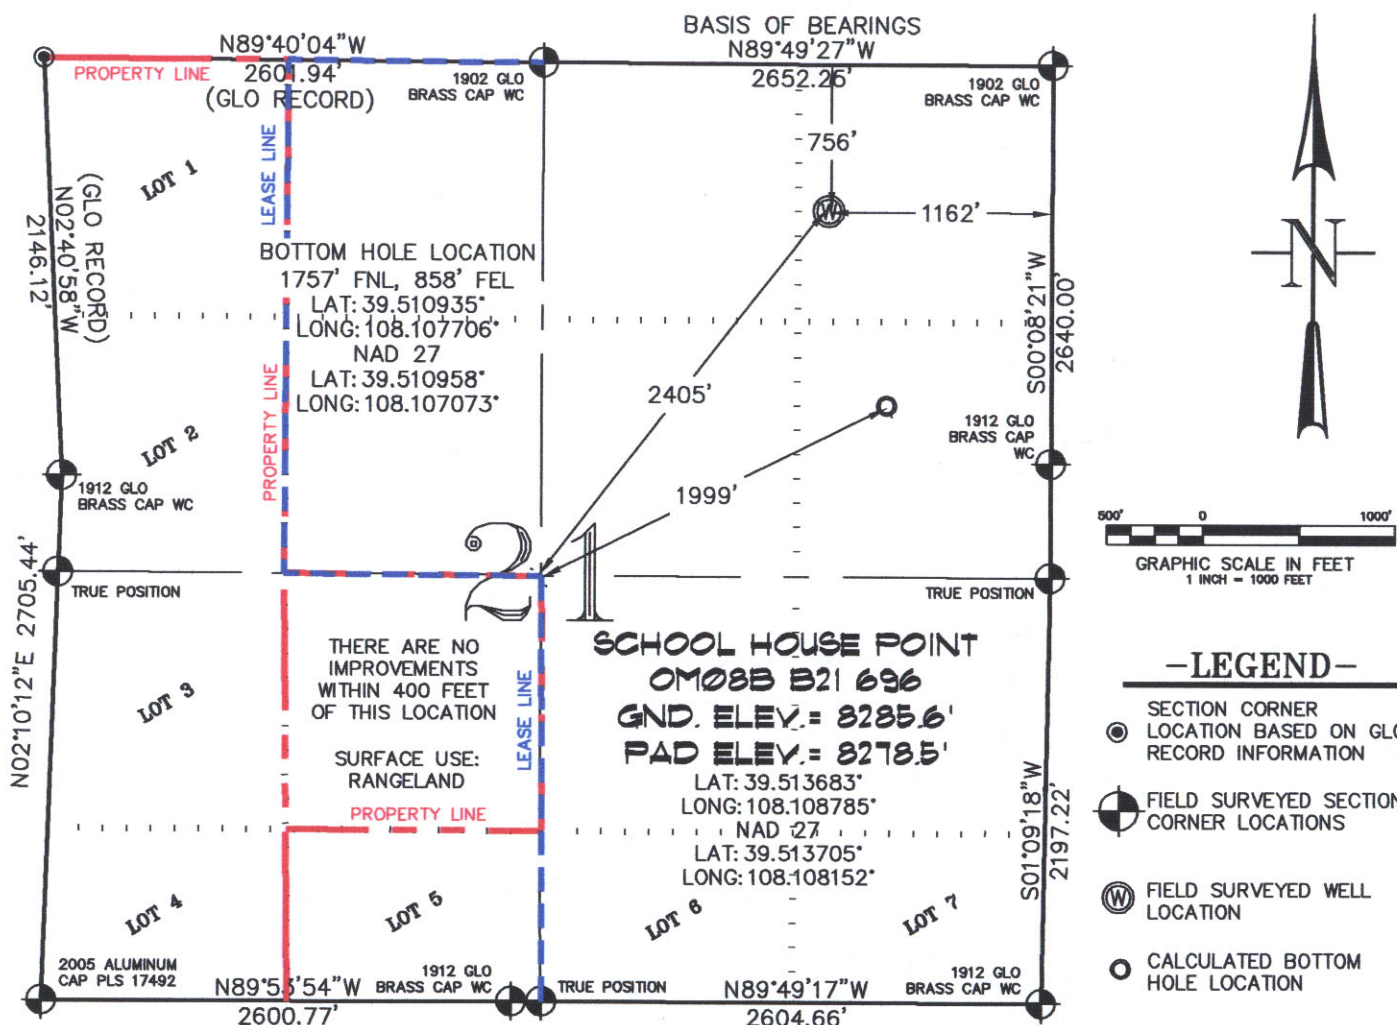 BASIS OF BEARINGS
N89°40'04"W
N89°49'27"W
PROPERTY LINE
2601.94'
(GLO RECORD)
1902 GLO
BRASS CAP WC
2652.26'
1902 GLO
BRASS CAP WC
756'
1162'
LOT 1
LEASE LINE
(GLO RECORD)
N02°40'58"W
2146.12'
BOTTOM HOLE LOCATION
1757' FNL, 858' FEL
LAT: 39.510935°
LONG: 108.107706°
NAD 27
LAT: 39.510958°
LONG: 108.107073°
PROPERTY LINE
W
N
S00°08'21"W
2640.00'
2405'
1999'
LOT 2
1912 GLO
BRASS CAP WC
1912 GLO
BRASS CAP
WC
N02°10'12"E 2705.44'
TRUE POSITION
21
TRUE POSITION
500' 0 1000'
GRAPHIC SCALE IN FEET
1 INCH = 1000 FEET
THERE ARE NO
IMPROVEMENTS
WITHIN 400 FEET
OF THIS LOCATION
SURFACE USE:
RANGELAND
LOT 3
LEASE LINE
PROPERTY LINE
SCHOOL HOUSE POINT
OM08B B21 696
GND. ELEV.= 8285.6'
PAD ELEV.= 8278.5'
LAT: 39.513683°
LONG: 108.108785°
NAD 27
LAT: 39.513705°
LONG: 108.108152°
S01°09'18"W
2197.22'
LOT 4
LOT 5
LOT 6
LOT 7
2005 ALUMINUM
CAP PLS 17492
N89°53'54"W
2600.77'
1912 GLO
BRASS CAP WC
TRUE POSITION
N89°49'17"W
2604.66'
1912 GLO
BRASS CAP WC
-LEGEND-
SECTION CORNER
LOCATION BASED ON GLO
RECORD INFORMATION
FIELD SURVEYED SECTION
CORNER LOCATIONS
W
FIELD SURVEYED WELL
LOCATION
CALCULATED BOTTOM
HOLE LOCATION